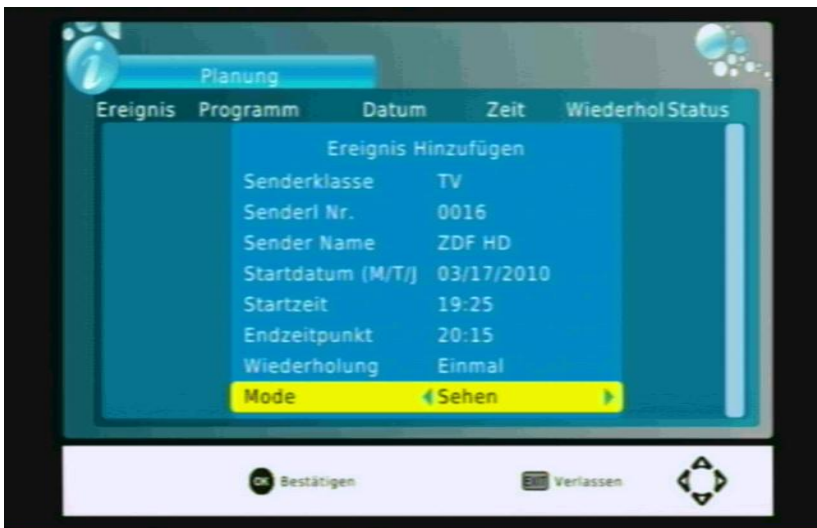 Planung
Ereignis Programm Datum Zeit Wiederhol Status
Ereignis Hinzufügen
Senderklasse TV
Senderl Nr. 0016
Sender Name ZDF HD
Startdatum (M/T/J 03/17/2010
Startzeit 19:25
Endzeitpunkt 20:15
Wiederholung Einmal
Mode Sehen
OK Bestätigen EXIT Verlassen